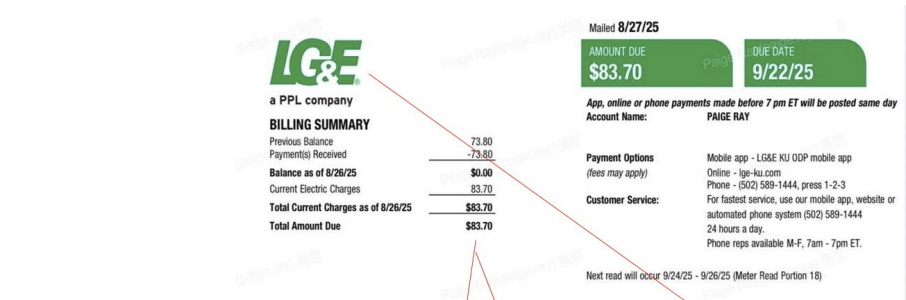 Mailed 8/27/25
LG&E
a PPL company
AMOUNT DUE
$83.70
DUE DATE
9/22/25
App, online or phone payments made before 7 pm ET will be posted same day
Account Name: PAIGE RAY
BILLING SUMMARY
Previous Balance 73.80
Payment(s) Received -73.80
Balance as of 8/26/25 $0.00
Current Electric Charges 83.70
Total Current Charges as of 8/26/25 $83.70
Total Amount Due $83.70
Payment Options
(fees may apply)
Mobile app - LG&E KU ODP mobile app
Online - lge-ku.com
Phone - (502) 589-1444, press 1-2-3
Customer Service: For fastest service, use our mobile app, website or
automated phone system (502) 589-1444
24 hours a day.
Phone reps available M-F, 7am - 7pm ET.
Next read will occur 9/24/25 - 9/26/25 (Meter Read Portion 18)